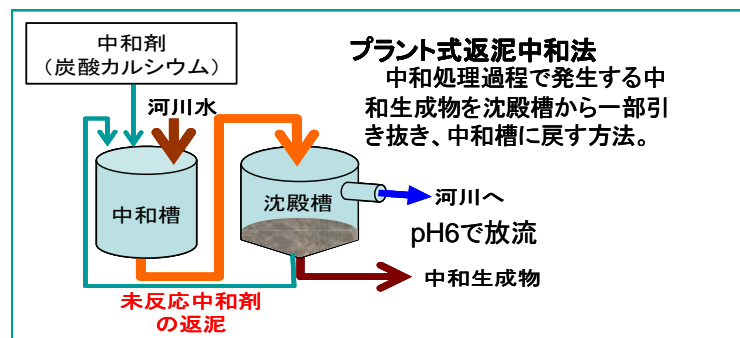 中和剤
(炭酸カルシウム)
プラント式返泥中和法
中和処理過程で発生する中
和生成物を沈殿槽から一部引
き抜き、中和槽に戻す方法。
河川水
中和槽
沈殿槽
河川へ
pH6で放流
中和生成物
未反応中和剤
の返泥